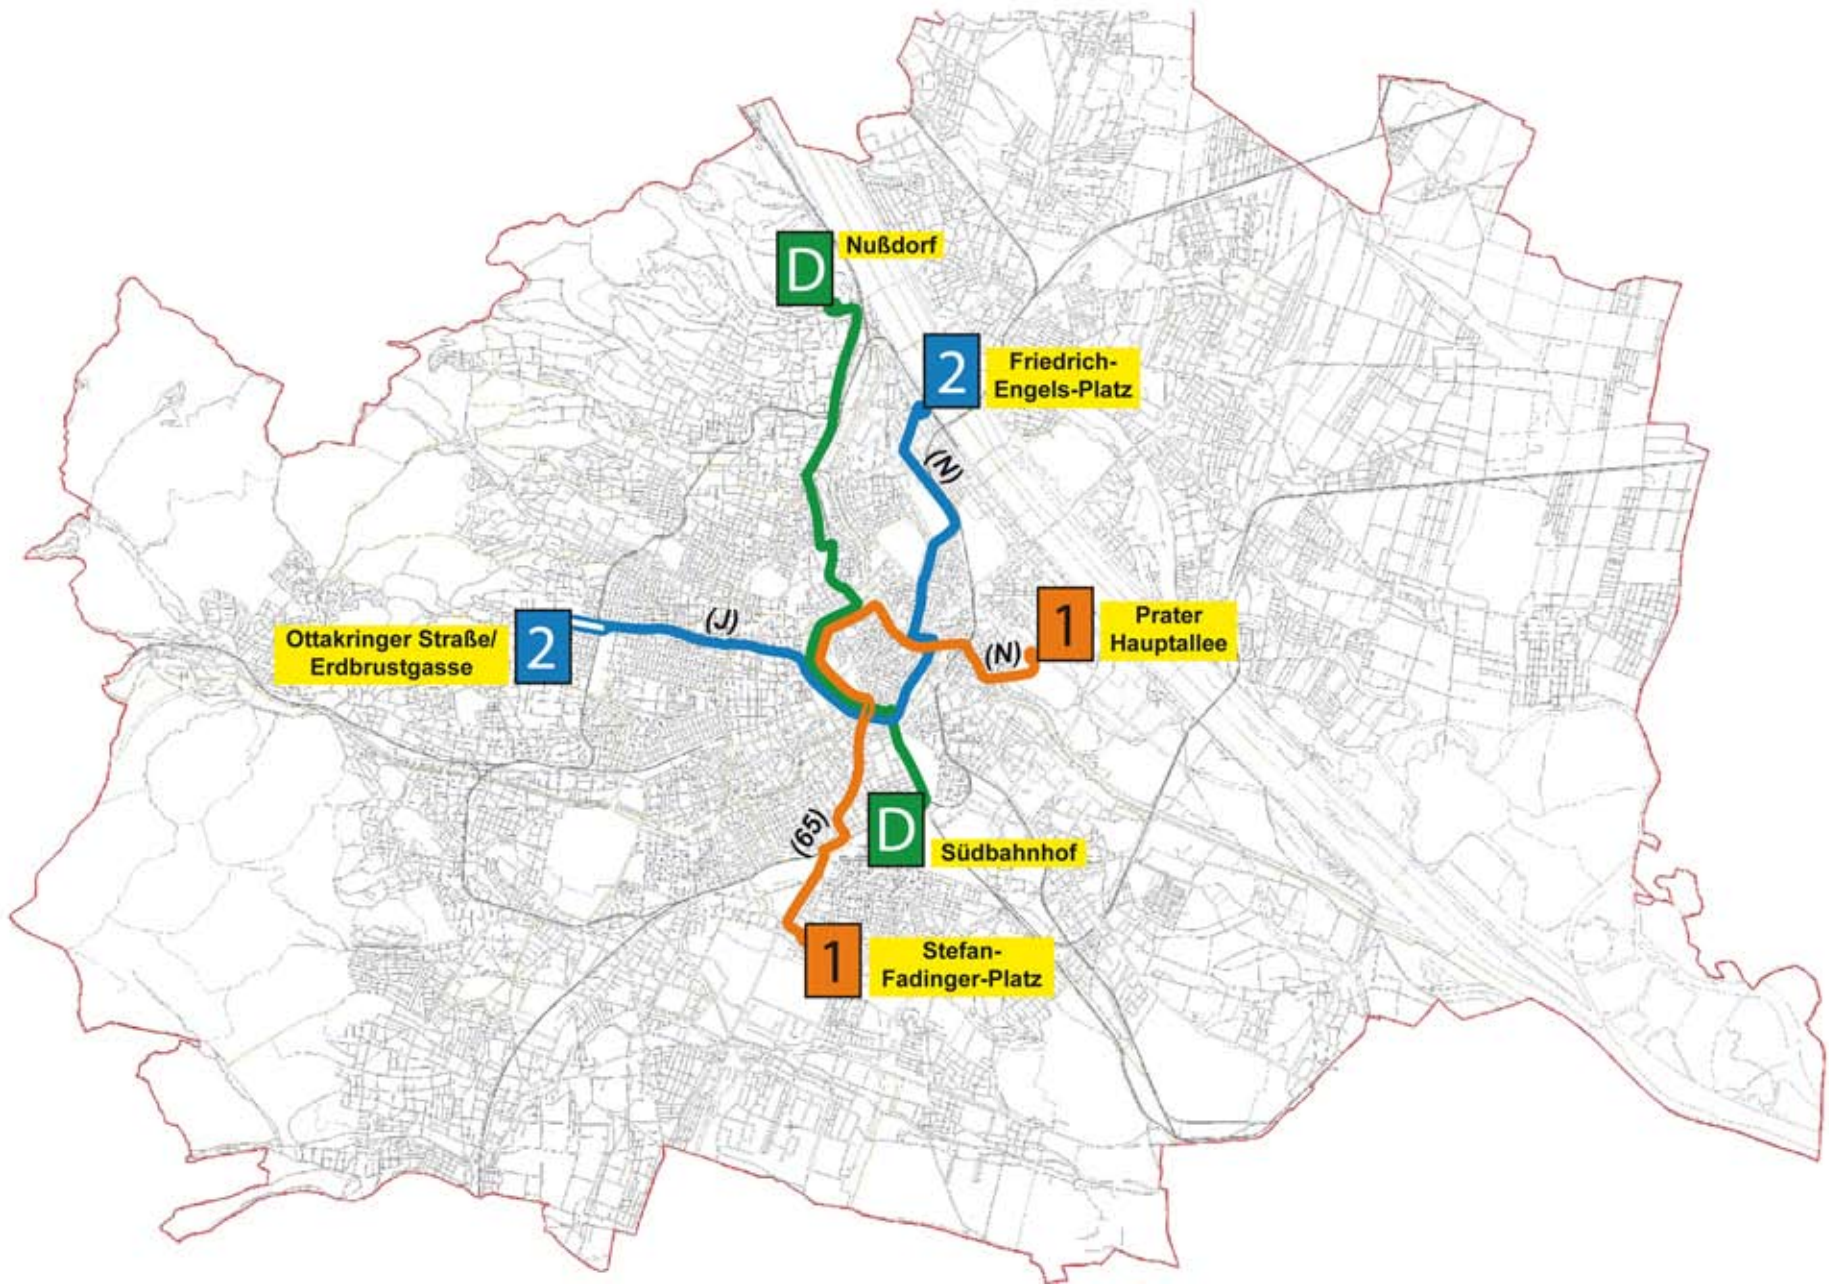 D
Nußdorf
2
Friedrich-
Engels-Platz
(N)
(J)
1
Prater
Hauptallee
Ottakringer Straße/
Erdbrustgasse
2
(N)
(65)
D
Südbahnhof
1
Stefan-
Fadinger-Platz